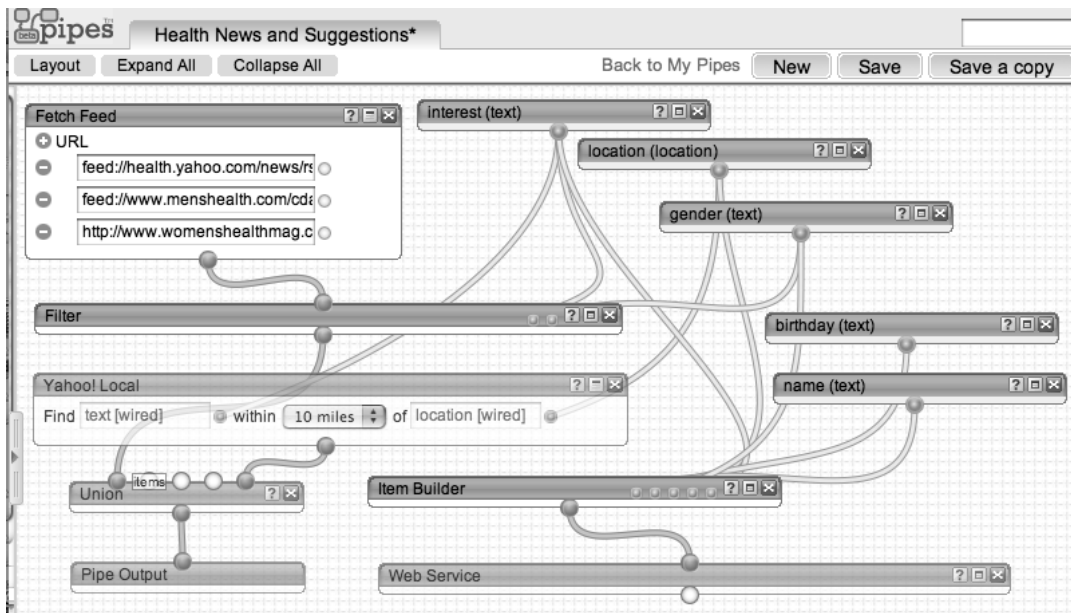 pipes
beta
Health News and Suggestions*
Layout Expand All Collapse All Back to My Pipes New Save Save a copy
Fetch Feed
URL
feed://health.yahoo.com/news/rs
feed://www.menshealth.com/cda
http://www.womenshealthmag.c
interest (text)
location (location)
gender (text)
Filter
birthday (text)
Yahoo! Local
Find text [wired] within 10 miles of location [wired]
name (text)
items
Union
Item Builder
Pipe Output
Web Service